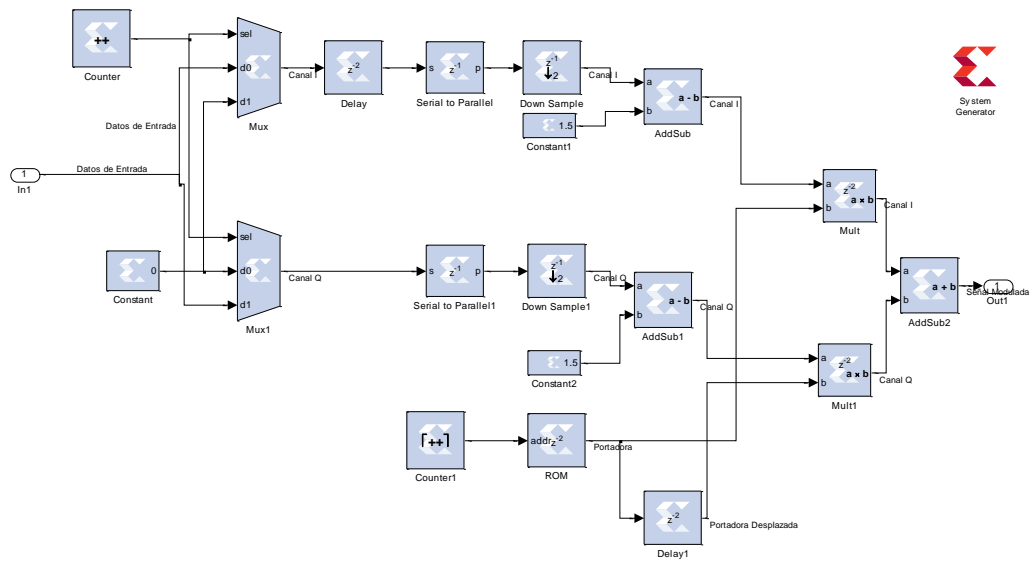 ++
Counter
sel
d0
d1
Mux
Canal I
z-2
Delay
s z-1 p
Serial to Parallel
z-1
↓2
Down Sample
Canal I
1.5
Constant1
a
b
a - b
AddSub
Canal I
System
Generator
Datos de Entrada
Datos de Entrada
1
In1
a
b
z-2
a × b
Mult
Canal I
0
Constant
sel
d0
d1
Mux1
Canal Q
s z-1 p
Serial to Parallel1
z-1
↓2
Down Sample1
Canal Q
a
b
a - b
AddSub1
Canal Q
1.5
Constant2
a
b
a + b
AddSub2
Señal Modulada
1
Out1
a
b
z-2
a × b
Mult1
Canal Q
++
Counter1
addr z-2
ROM
Portadora
z-2
Delay1
Portadora Desplazada